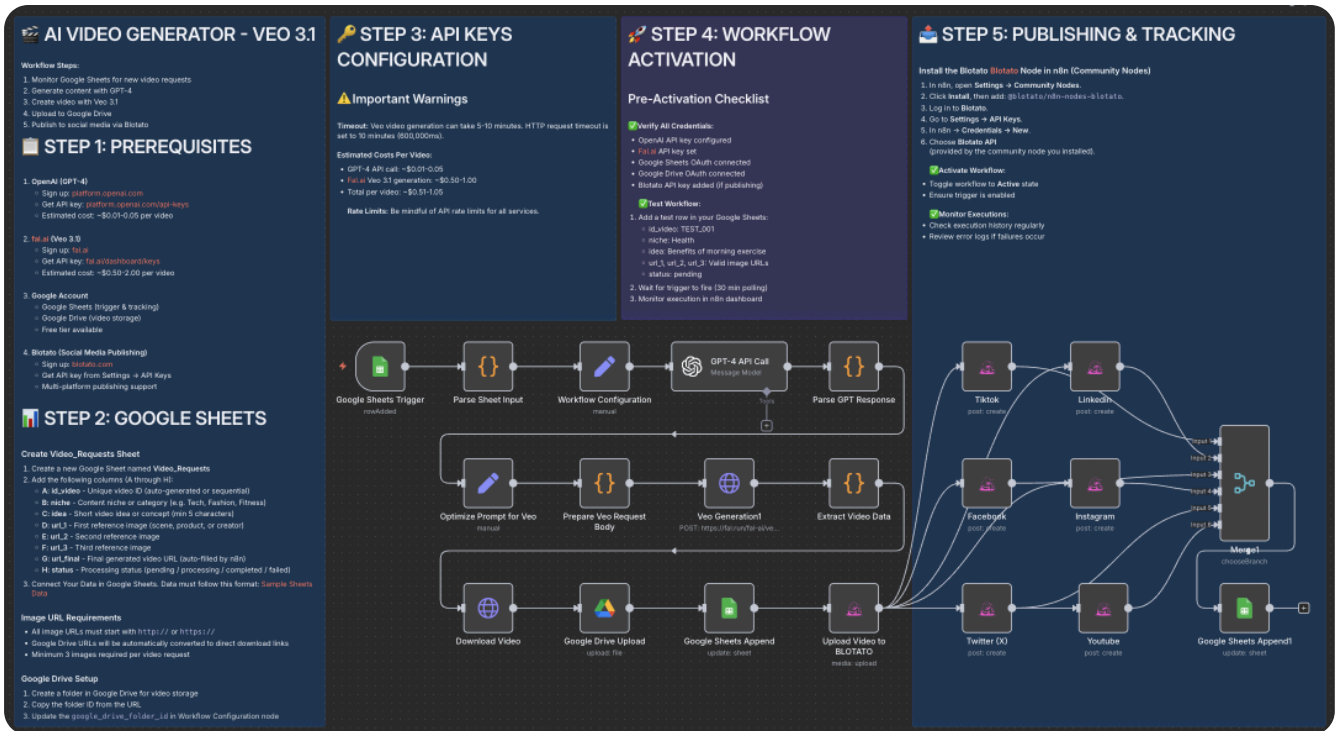 🎬 AI VIDEO GENERATOR - VEO 3.1
Workflow Steps:
1. Monitor Google Sheets for new video requests
2. Generate content with GPT-4
3. Create video with Veo 3.1
4. Upload to Google Drive
5. Publish to social media via Blotato
📋 STEP 1: PREREQUISITES
1. OpenAI (GPT-4)
Sign up: platform.openai.com
Get API key: platform.openai.com/api-keys
Estimated cost: ~$0.01-0.05 per video
2. fal.ai (Veo 3.1)
Sign up: fal.ai
Get API key: fal.ai/dashboard/keys
Estimated cost: ~$0.50-2.00 per video
3. Google Account
Google Sheets (trigger & tracking)
Google Drive (video storage)
Free tier available
4. Blotato (Social Media Publishing)
Sign up: blotato.com
Get API key from Settings → API Keys
Multi-platform publishing support
📊 STEP 2: GOOGLE SHEETS
Create Video_Requests Sheet
1. Create a new Google Sheet named Video_Requests
2. Add the following columns (A through H):
A: id_video - Unique video ID (auto-generated or sequential)
B: niche - Content niche or category (e.g. Tech, Fashion, Fitness)
C: idea - Short video idea or concept (min 5 characters)
D: url_1 - First reference image (scene, product, or creator)
E: url_2 - Second reference image
F: url_3 - Third reference image
G: url_final - Final generated video URL (auto-filled by n8n)
H: status - Processing status (pending / processing / completed / failed)
3. Connect Your Data in Google Sheets. Data must follow this format: Sample Sheets
Data
Image URL Requirements
All image URLs must start with http:// or https://
Google Drive URLs will be automatically converted to direct download links
Minimum 3 images required per video request
Google Drive Setup
1. Create a folder in Google Drive for video storage
2. Copy the folder ID from the URL
3. Update the google_drive_folder_id in Workflow Configuration node
🔑 STEP 3: API KEYS
CONFIGURATION
⚠️Important Warnings
Timeout: Veo video generation can take 5-10 minutes. HTTP request timeout is
set to 10 minutes (600,000ms).
Estimated Costs Per Video:
GPT-4 API call: ~$0.01-0.05
Fal.ai Veo 3.1 generation: ~$0.50-1.00
Total per video: ~$0.51-1.05
Rate Limits: Be mindful of API rate limits for all services.
🚀 STEP 4: WORKFLOW
ACTIVATION
Pre-Activation Checklist
✅Verify All Credentials:
OpenAI API key configured
Fal.ai API key set
Google Sheets OAuth connected
Google Drive OAuth connected
Blotato API key added (if publishing)
✅Test Workflow:
1. Add a test row in your Google Sheets:
id_video: TEST_001
niche: Health
idea: Benefits of morning exercise
url_1, url_2, url_3: Valid image URLs
status: pending
2. Wait for trigger to fire (30 min polling)
3. Monitor execution in n8n dashboard
📤 STEP 5: PUBLISHING & TRACKING
Install the Blotato Blotato Node in n8n (Community Nodes)
1. In n8n, open Settings → Community Nodes.
2. Click Install, then add: @blotato/n8n-nodes-blotato.
3. Log in to Blotato.
4. Go to Settings → API Keys.
5. In n8n → Credentials → New.
6. Choose Blotato API
(provided by the community node you installed).
✅Activate Workflow:
Toggle workflow to Active state
Ensure trigger is enabled
✅Monitor Executions:
Check execution history regularly
Review error logs if failures occur
Google Sheets Trigger
rowAdded
Parse Sheet Input
Workflow Configuration
manual
GPT-4 API Call
Message Model
Tools
Parse GPT Response
Optimize Prompt for Veo
manual
Prepare Veo Request
Body
Veo Generation1
POST: https://fal.run/fal-ai/ve...
Extract Video Data
Download Video
Google Drive Upload
upload: file
Google Sheets Append
update: sheet
Upload Video to
BLOTATO
media: upload
Tiktok
post: create
Linkedin
post: create
Facebook
post: create
Instagram
post: create
Twitter (X)
post: create
Youtube
post: create
Input 1
Input 2
Input 3
Input 4
Input 5
Input 6
Merge1
chooseBranch
Google Sheets Append1
update: sheet